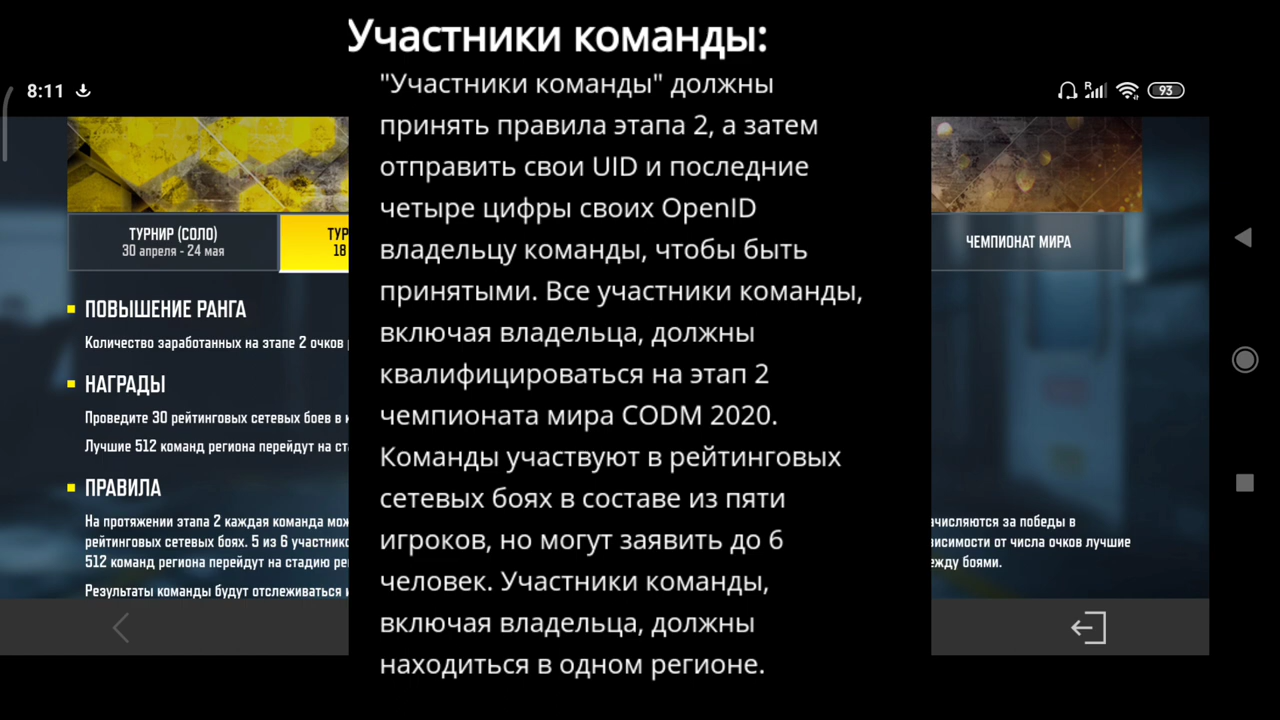 Участники команды:
"Участники команды" должны
принять правила этапа 2, а затем
отправить свои UID и последние
четыре цифры своих OpenID
владельцу команды, чтобы быть
принятыми. Все участники команды,
включая владельца, должны
квалифицироваться на этап 2
чемпионата мира CODM 2020.
Команды участвуют в рейтинговых
сетевых боях в составе из пяти
игроков, но могут заявить до 6
человек. Участники команды,
включая владельца, должны
находиться в одном регионе.
8:11
R
93
ТУРНИР (СОЛО)
30 апреля - 24 мая
ТУР
18
ЧЕМПИОНАТ МИРА
ПОВЫШЕНИЕ РАНГА
Количество заработанных на этапе 2 очков
НАГРАДЫ
Проведите 30 рейтинговых сетевых боев в
Лучшие 512 команд региона перейдут на
ПРАВИЛА
На протяжении этапа 2 каждая команда
рейтинговых сетевых боях. 5 из 6
512 команд региона перейдут на стадию
Результаты команды будут отслеживаться
ачисляются за победы в
висимости от числа очков лучшие
ежду боями.